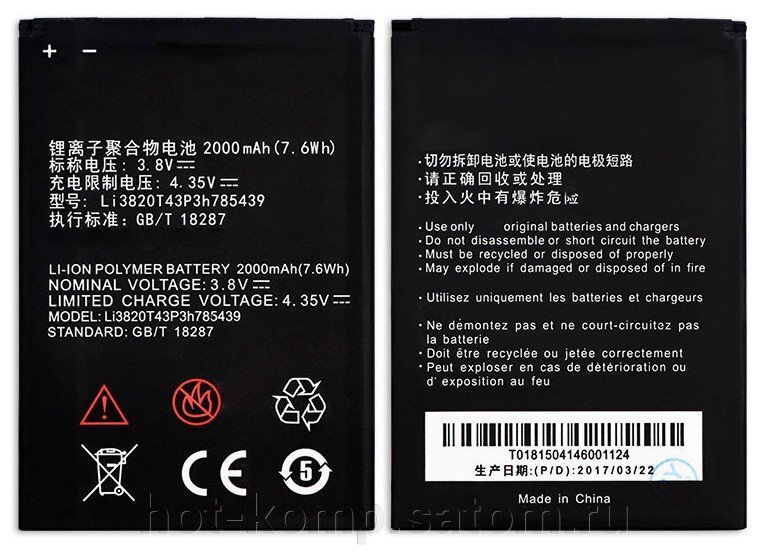 + −
锂离子聚合物电池 2000mAh(7.6Wh)
标称电压: 3.8V⎓
充电限制电压: 4.35V⎓
型号: Li3820T43P3h785439
执行标准: GB/T 18287
LI-ION POLYMER BATTERY 2000mAh(7.6Wh)
NOMINAL VOLTAGE: 3.8V⎓
LIMITED CHARGE VOLTAGE: 4.35V⎓
MODEL: Li3820T43P3h785439
STANDARD: GB/T 18287
CE
5
·切勿拆卸电池或使电池的电极短路
·请正确回收或处理
·投入火中有爆炸危险
·Use only original batteries and chargers
·Do not disassemble or short circuit the battery
·Must be recycled or disposed of properly
·May explode if damaged or disposed of in fire
·Utilisez uniquement les batteries et chargeurs
·Ne démontez pas et ne court-circuitez pas
la batterie
·Doit être recyclée ou jetée correctement
·Peut exploser en cas de détérioration ou
d' exposition au feu
T0181504146001124
生产日期:(P/D):2017/03/22
Made in China
hot-komp.satom.ru